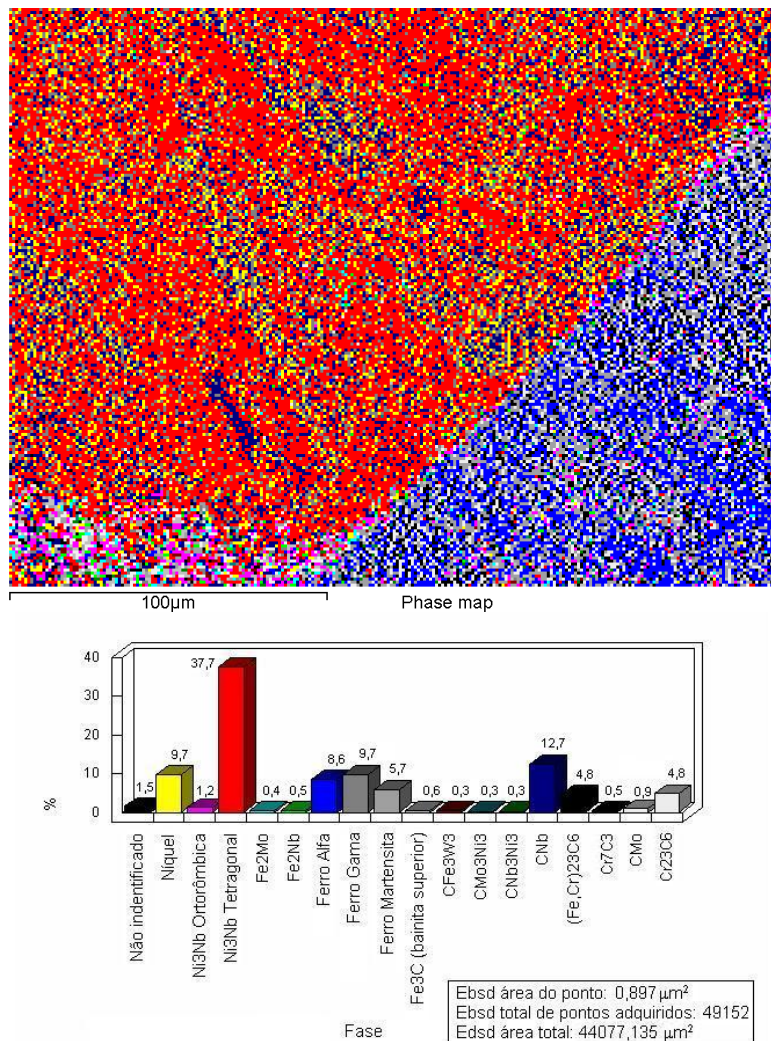 100µm Phase map
40
30
20
10
0
%
1,5
9,7
1,2
37,7
0,4
0,5
8,6
9,7
5,7
0,6
0,3
0,3
0,3
12,7
4,8
0,5
0,9
4,8
Não indentificado
Níquel
Ni3Nb Ortorômbica
Ni3Nb Tetragonal
Fe2Mo
Fe2Nb
Ferro Alfa
Ferro Gama
Ferro Martensita
Fe3C (bainita superior)
CFe3W3
CMo3Ni3
CNb3Ni3
CNb
(Fe,Cr)23C6
Cr7C3
CMo
Cr23C6
Fase
Ebsd área do ponto: 0,897 µm²
Ebsd total de pontos adquiridos: 49152
Edsd área total: 44077,135 µm²